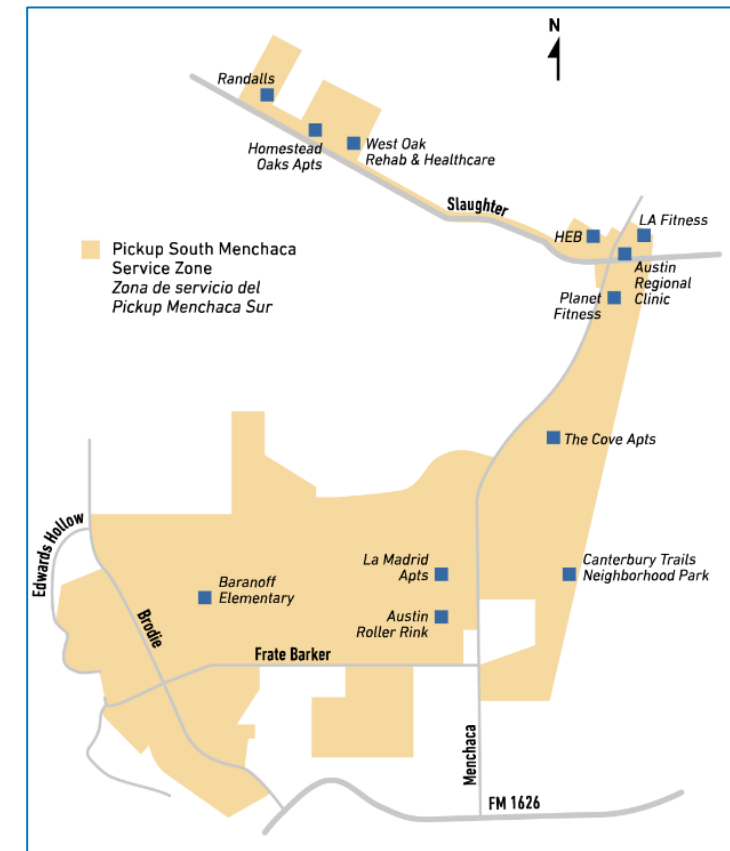 N
Randalls
Homestead
Oaks Apts
West Oak
Rehab & Healthcare
Slaughter
HEB
LA Fitness
Austin
Regional
Clinic
Planet
Fitness
Pickup South Menchaca
Service Zone
Zona de servicio del
Pickup Menchaca Sur
The Cove Apts
Edwards Hollow
La Madrid
Apts
Canterbury Trails
Neighborhood Park
Baranoff
Elementary
Brodie
Austin
Roller Rink
Frate Barker
Menchaca
FM 1626